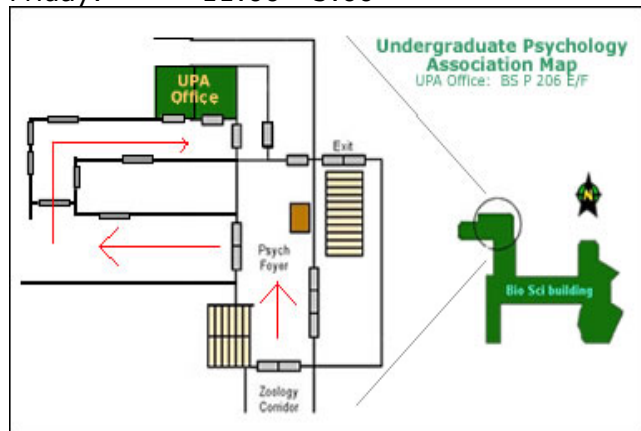 Undergraduate Psychology
Association Map
UPA Office: BS P 206 E/F
UPA
Office
Exit
N
Psych
Foyer
Bio Sci building
Zoology
Corridor